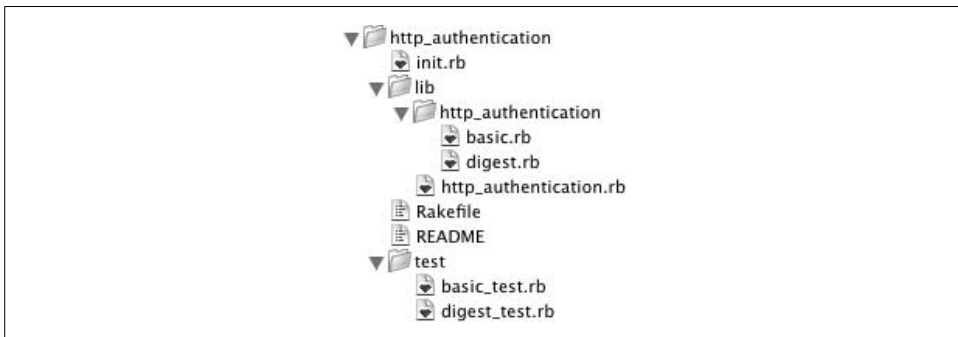 http_authentication
init.rb
lib
http_authentication
basic.rb
digest.rb
http_authentication.rb
Rakefile
README
test
basic_test.rb
digest_test.rb